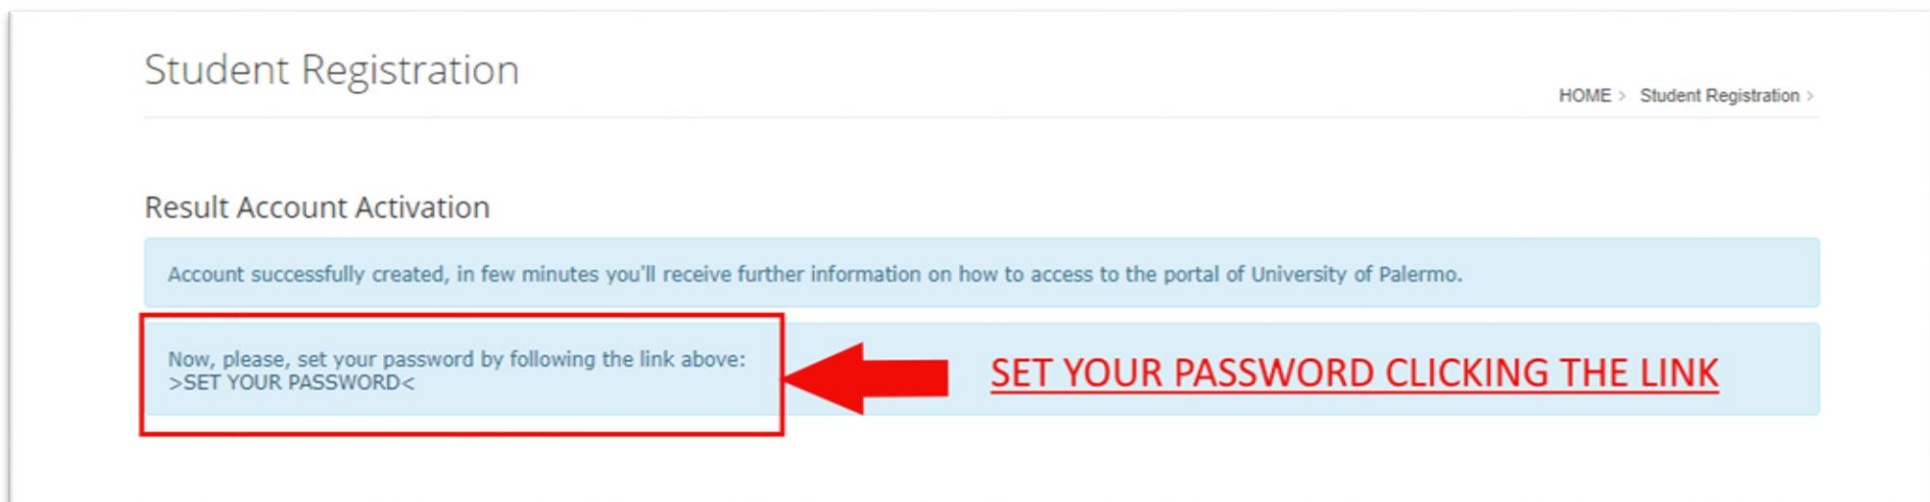 Student Registration
HOME > Student Registration >
Result Account Activation
Account successfully created, in few minutes you'll receive further information on how to access to the portal of University of Palermo.
Now, please, set your password by following the link above:
>SET YOUR PASSWORD<
SET YOUR PASSWORD CLICKING THE LINK